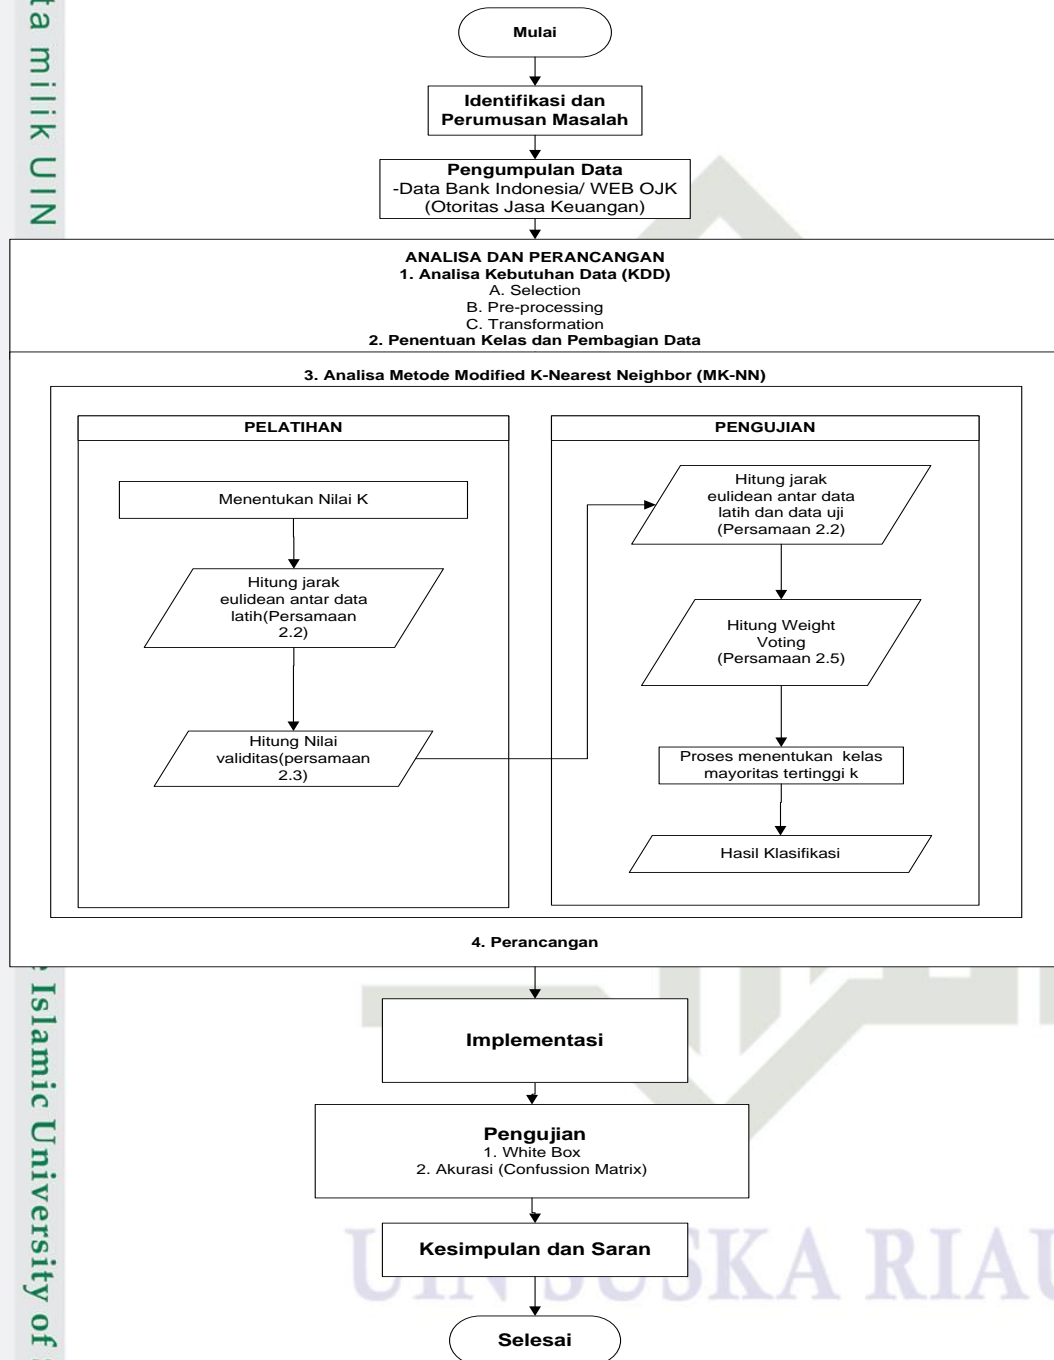 Mulai
Identifikasi dan
Perumusan Masalah
Pengumpulan Data
-Data Bank Indonesia/ WEB OJK
(Otoritas Jasa Keuangan)
ANALISA DAN PERANCANGAN
1. Analisa Kebutuhan Data (KDD)
A. Selection
B. Pre-processing
C. Transformation
2. Penentuan Kelas dan Pembagian Data
3. Analisa Metode Modified K-Nearest Neighbor (MK-NN)
PELATIHAN
Menentukan Nilai K
Hitung jarak
eulidean antar data
latih(Persamaan
2.2)
Hitung Nilai
validitas(persamaan
2.3)
PENGUJIAN
Hitung jarak
eulidean antar data
latih dan data uji
(Persamaan 2.2)
Hitung Weight
Voting
(Persamaan 2.5)
Proses menentukan kelas
mayoritas tertinggi k
Hasil Klasifikasi
4. Perancangan
Implementasi
Pengujian
1. White Box
2. Akurasi (Confussion Matrix)
Kesimpulan dan Saran
Selesai
ta milik UIN
Islamic University of
UIN SUSKA RIAU